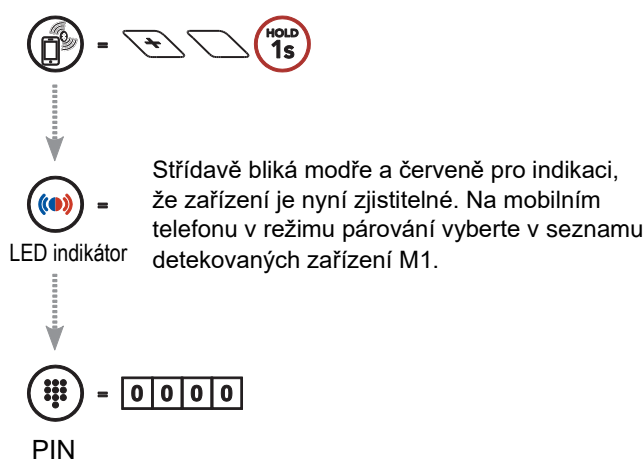 = HOLD 1s
Střídavě bliká modře a červeně pro indikaci,
že zařízení je nyní zjistitelné. Na mobilním
telefonu v režimu párování vyberte v seznamu
detekovaných zařízení M1.
=
LED indikátor
= 0 0 0 0
PIN